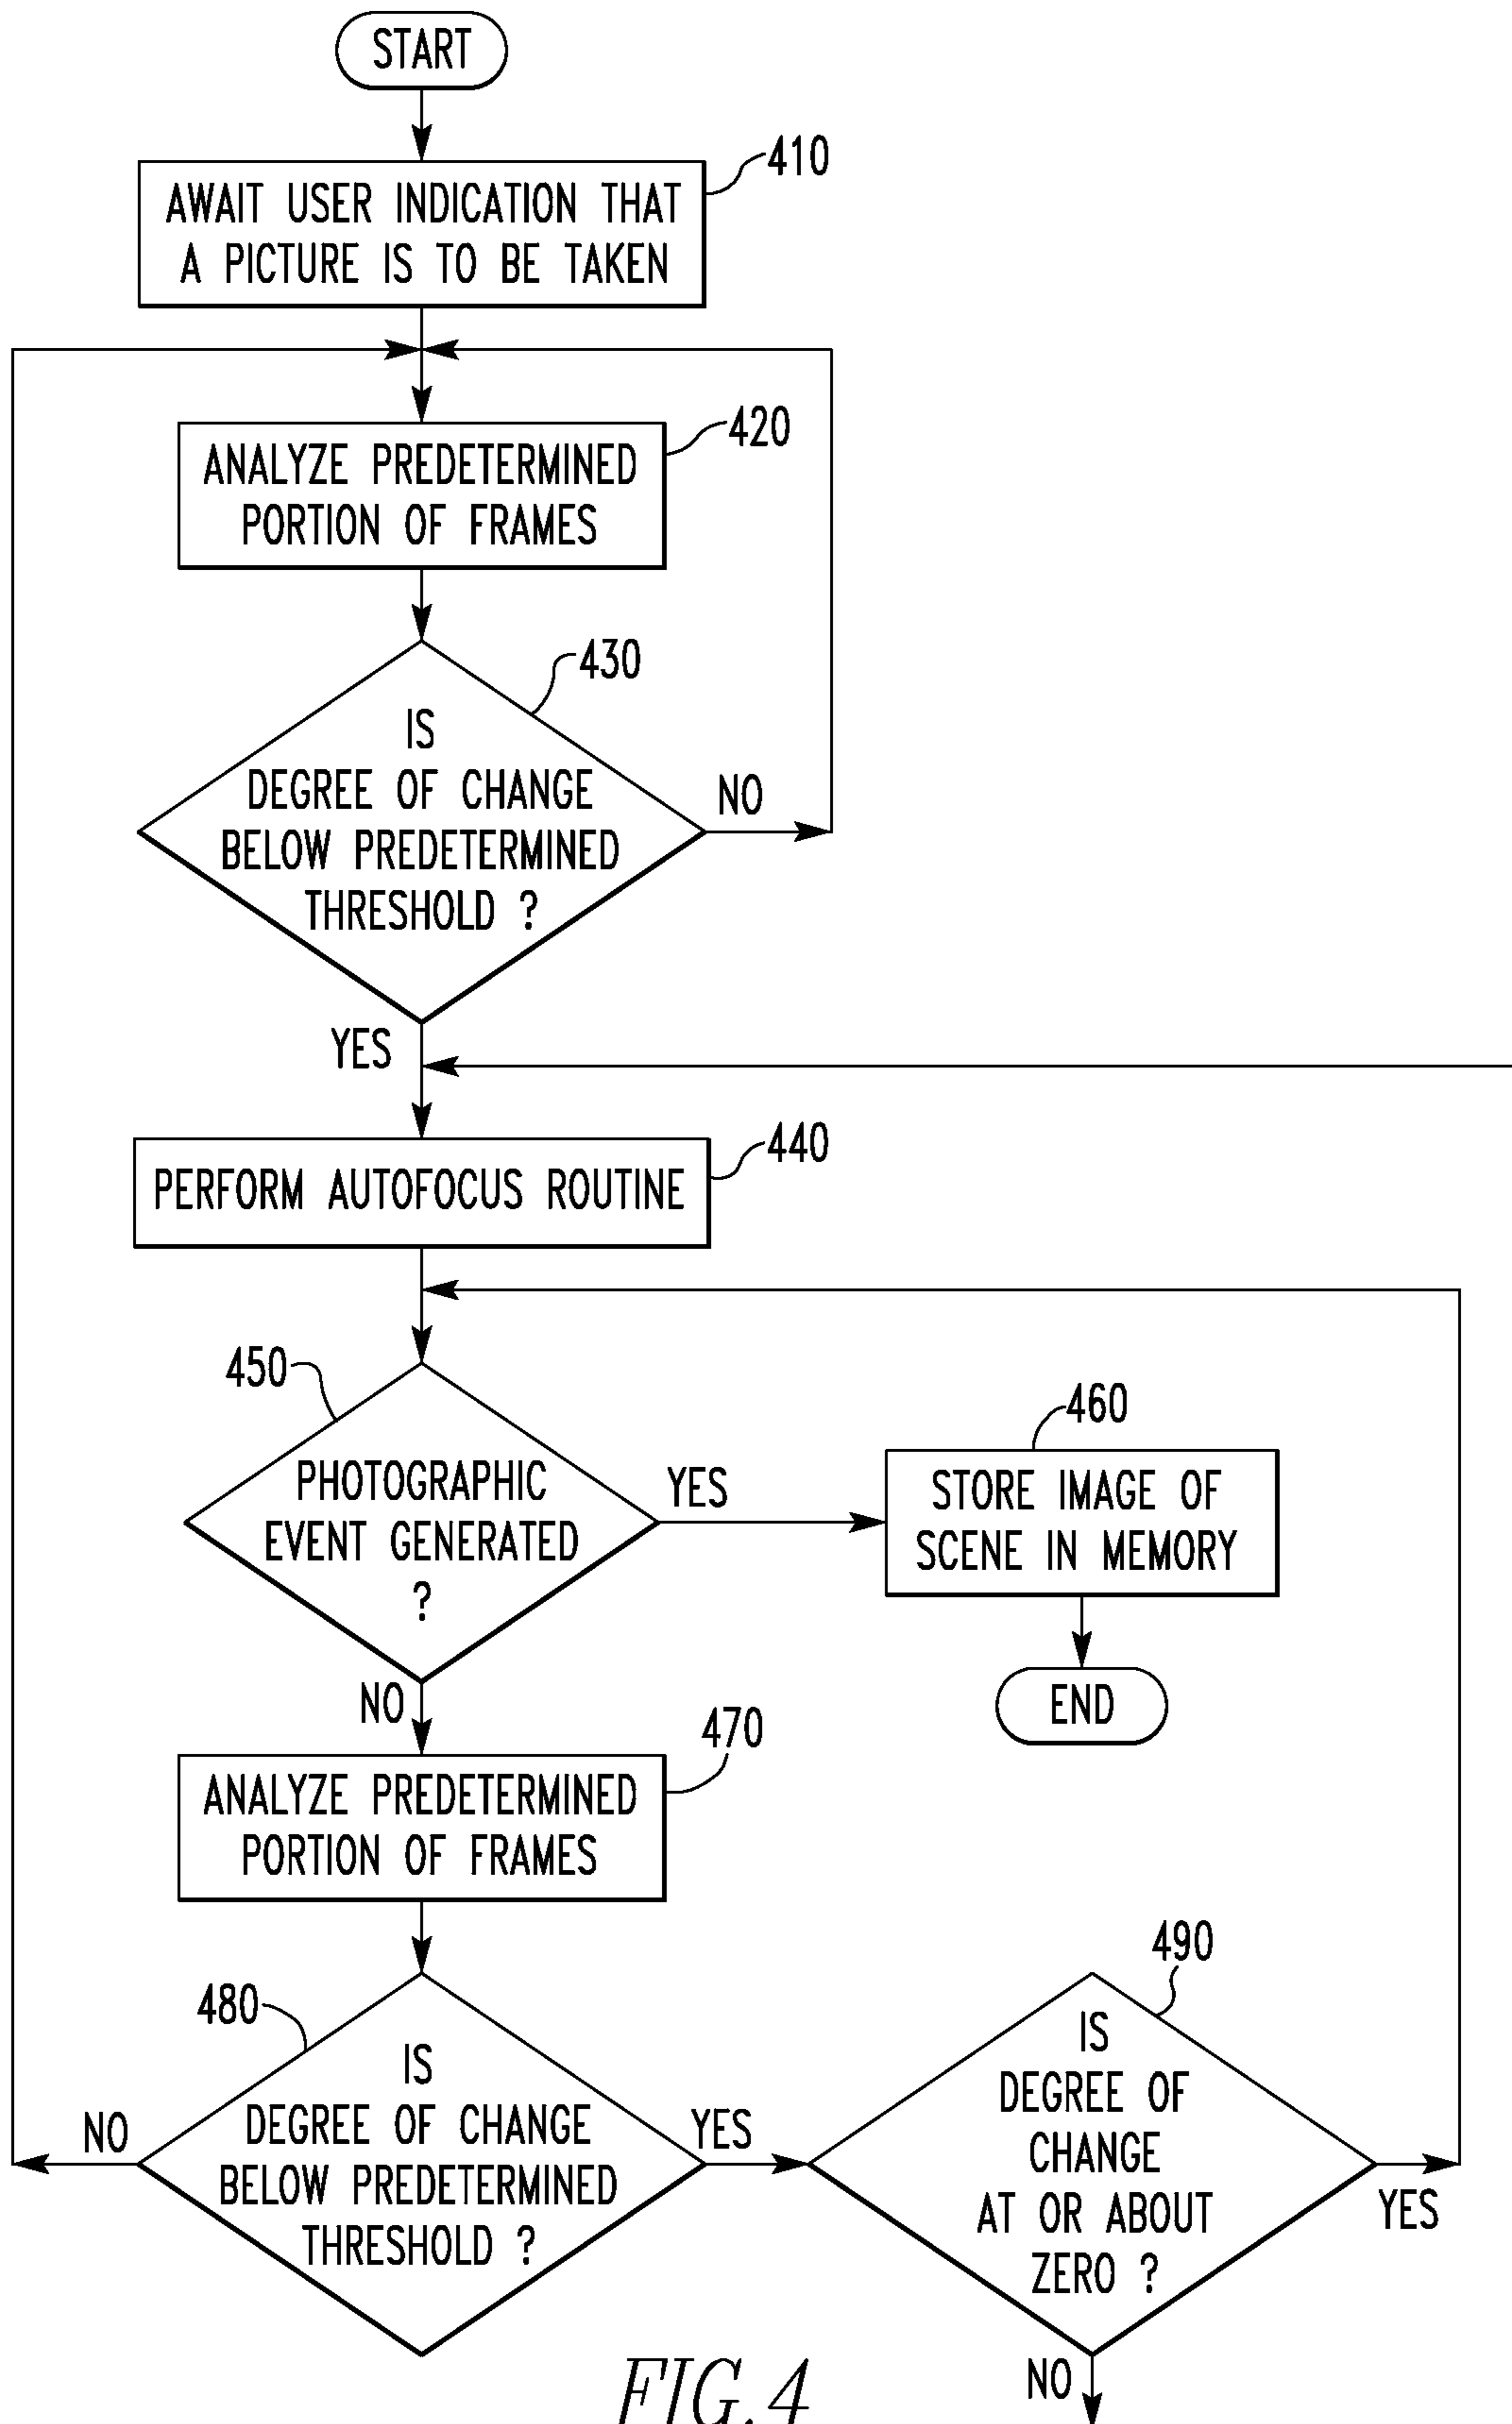 START
410
AWAIT USER INDICATION THAT
A PICTURE IS TO BE TAKEN
420
ANALYZE PREDETERMINED
PORTION OF FRAMES
430
IS
DEGREE OF CHANGE
BELOW PREDETERMINED
THRESHOLD ?
NO
YES
440
PERFORM AUTOFOCUS ROUTINE
450
PHOTOGRAPHIC
EVENT GENERATED
?
YES
460
STORE IMAGE OF
SCENE IN MEMORY
END
NO
470
ANALYZE PREDETERMINED
PORTION OF FRAMES
480
IS
DEGREE OF CHANGE
BELOW PREDETERMINED
THRESHOLD ?
NO
YES
490
IS
DEGREE OF
CHANGE
AT OR ABOUT
ZERO ?
YES
NO
FIG.4